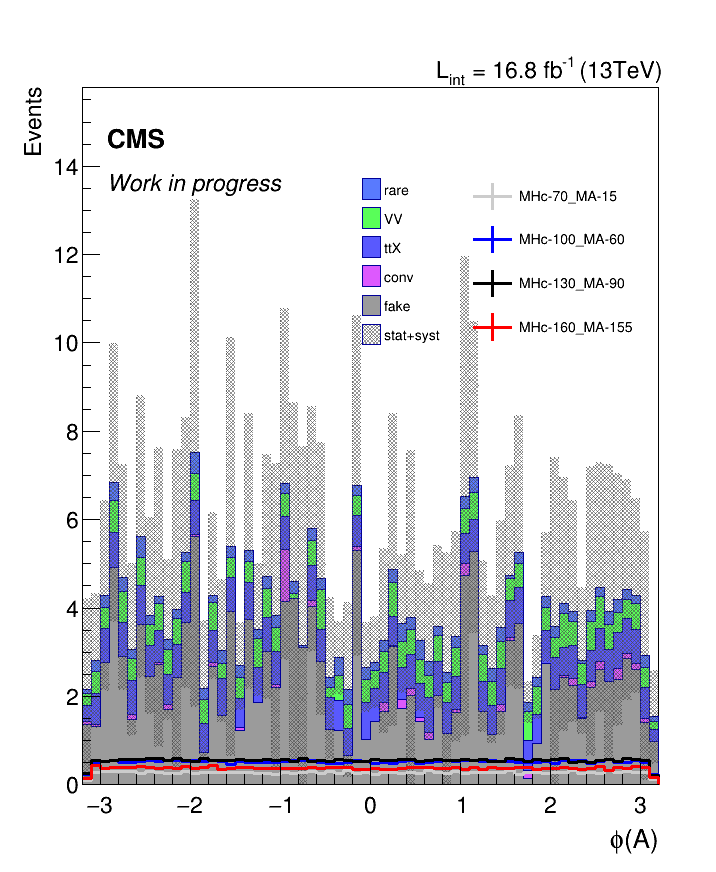 L_int = 16.8 fb^-1 (13TeV)
Events
CMS
Work in progress
rare
VV
ttX
conv
fake
stat+syst
MHc-70_MA-15
MHc-100_MA-60
MHc-130_MA-90
MHc-160_MA-155
14
12
10
8
6
4
2
0
−3 −2 −1 0 1 2 3
ϕ(A)